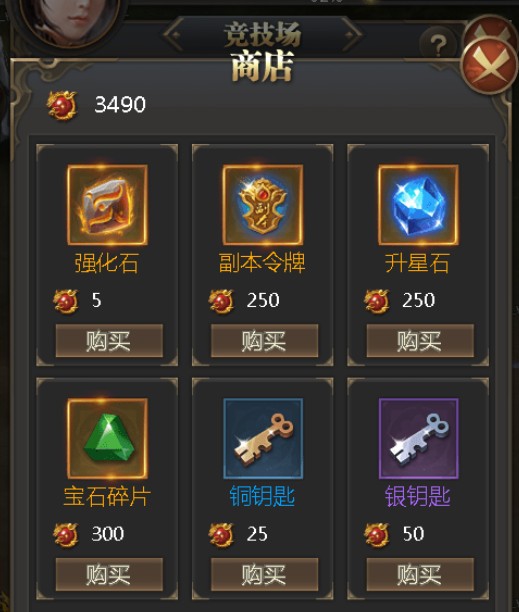 竞技场
商店
?
3490
强化石
副本令牌
升星石
副本
5
250
250
购买
购买
购买
宝石碎片
铜钥匙
银钥匙
300
25
50
购买
购买
购买